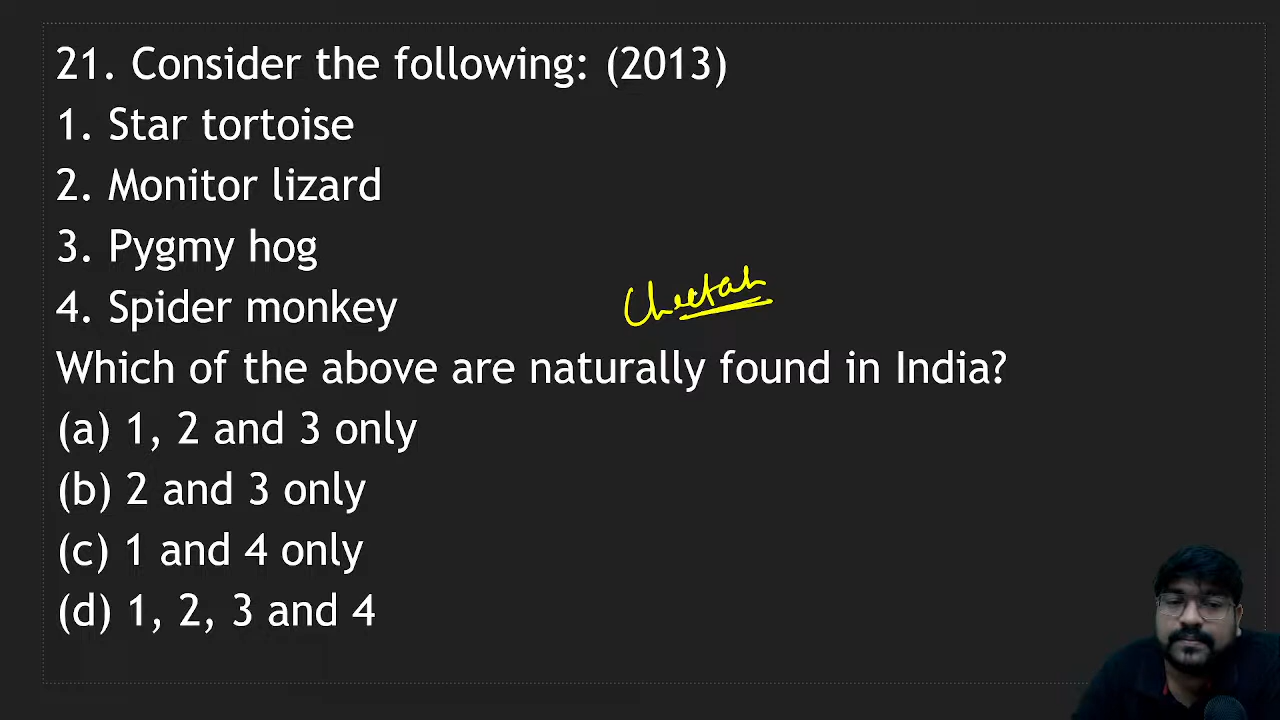 21. Consider the following: (2013)
1. Star tortoise
2. Monitor lizard
3. Pygmy hog
4. Spider monkey
Cheetah
Which of the above are naturally found in India?
(a) 1, 2 and 3 only
(b) 2 and 3 only
(c) 1 and 4 only
(d) 1, 2, 3 and 4